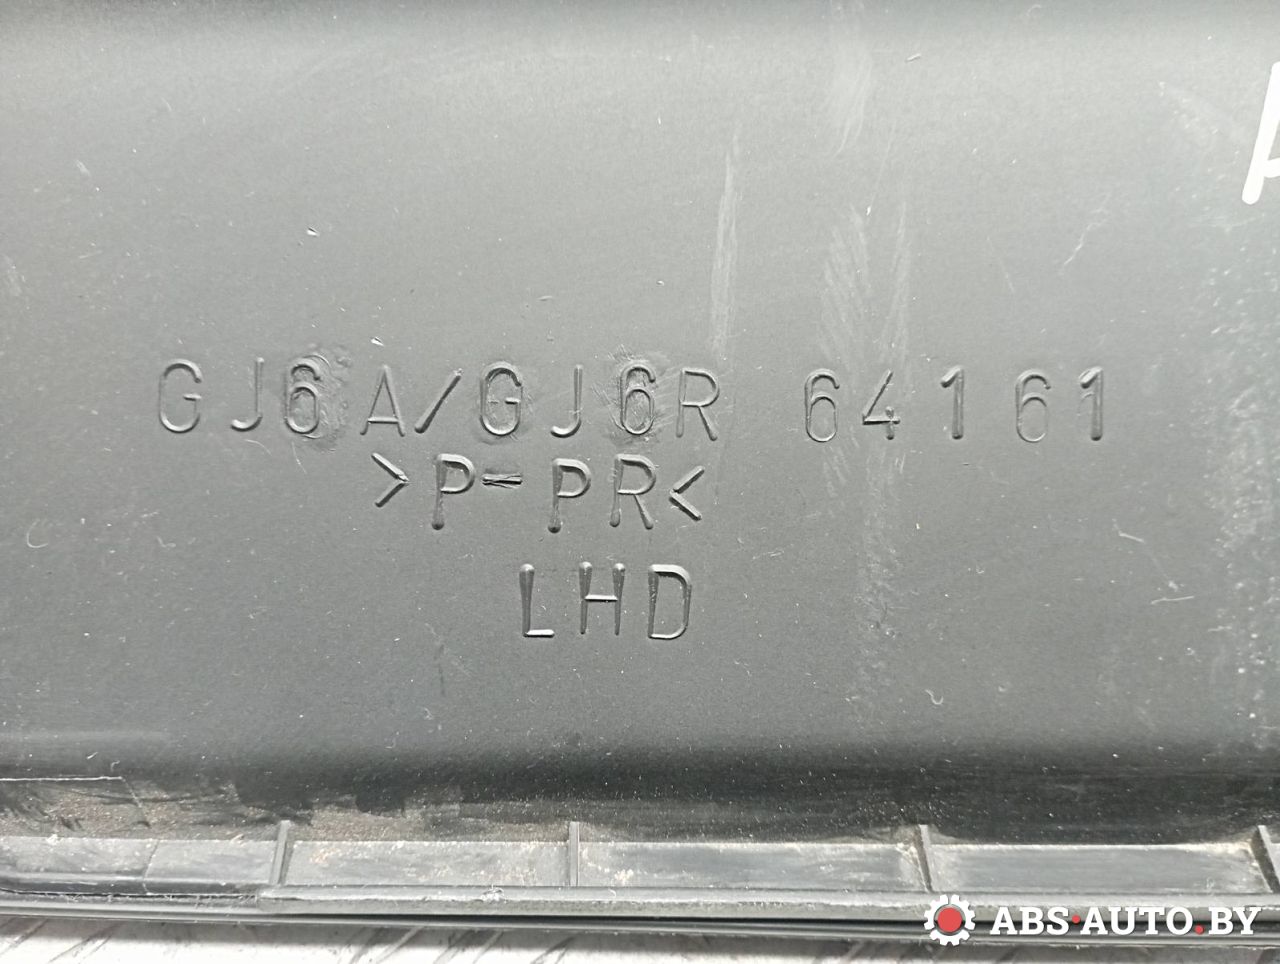 GJ6A/GJ6R 64161
>P-PR<
LHD
ABS·AUTO.BY